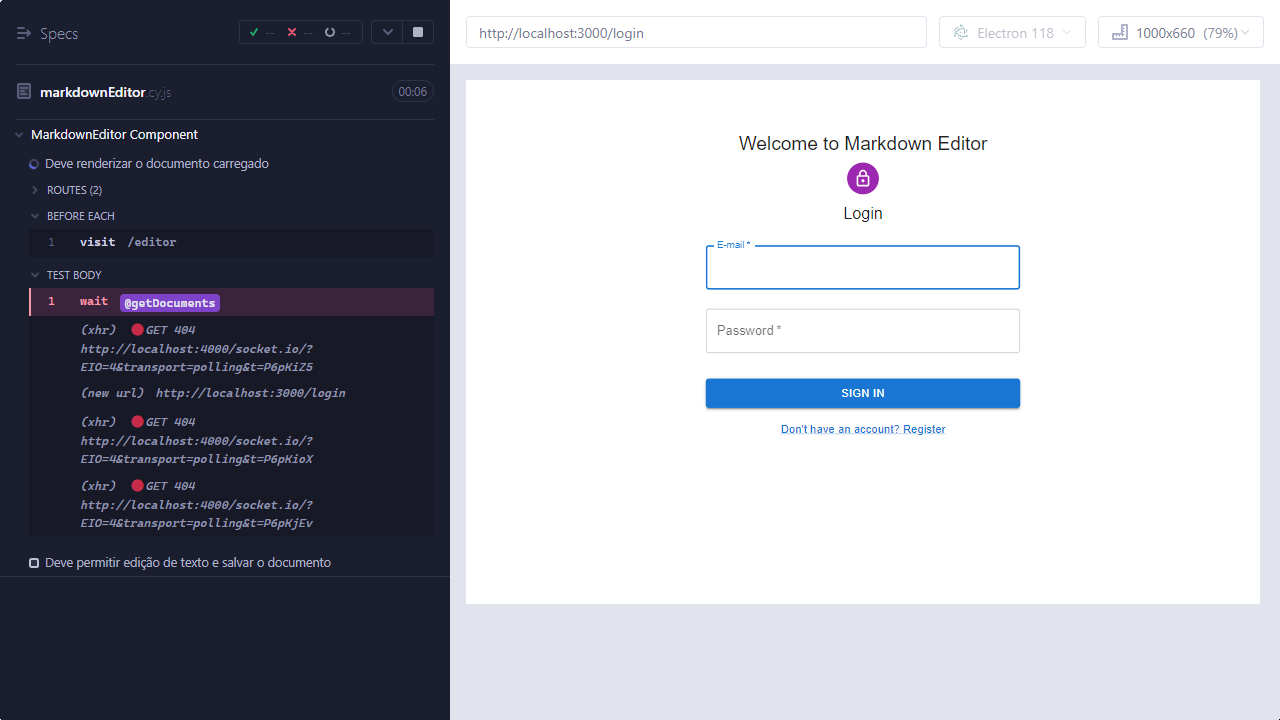 Specs
--
--
--
http://localhost:3000/login
Electron 118
1000x660 (79%)
markdownEditor.cy.js
00:06
MarkdownEditor Component
Deve renderizar o documento carregado
ROUTES (2)
BEFORE EACH
1 visit /editor
TEST BODY
1 wait @getDocuments
(xhr) GET 404
http://localhost:4000/socket.io/?
EIO=4&transport=polling&t=P6pKiZ5
(new url) http://localhost:3000/login
(xhr) GET 404
http://localhost:4000/socket.io/?
EIO=4&transport=polling&t=P6pKioX
(xhr) GET 404
http://localhost:4000/socket.io/?
EIO=4&transport=polling&t=P6pKjEv
Deve permitir edição de texto e salvar o documento
Welcome to Markdown Editor
Login
E-mail *
Password *
SIGN IN
Don't have an account? Register